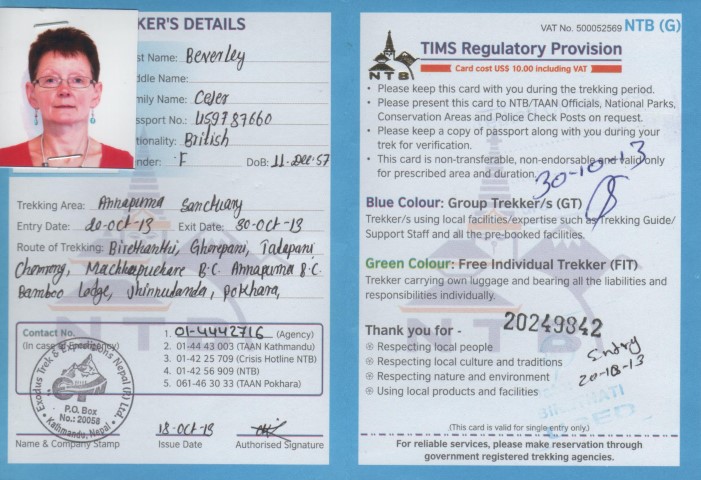 KER'S DETAILS
st Name: Beverley
ddle Name:
mily Name: Celer
ssport No.: U59787660
tionality: British
nder: F DoB: 11-Dec-57
Trekking Area: Annapurna Sanctuary
Entry Date: 20-Oct-13 Exit Date: 30-Oct-13
Route of Trekking: Birethanthi, Ghorepani, Tadapani
Chomrong, Machhapuchare B.C. Annapurna B.C.
Bamboo Lodge, Jhinudanda, Pokhara,
Contact No.
(In case of Emergency)
1. 01-4442716 (Agency)
2. 01-44 43 003 (TAAN Kathmandu)
3. 01-42 25 709 (Crisis Hotline NTB)
4. 01-42 56 909 (NTB)
5. 061-46 30 33 (TAAN Pokhara)
Exodus Trek & Expeditions Nepal (P) Ltd.
P.O. Box
No.: 20058
Kathmandu, Nepal
18-Oct-13
Name & Company Stamp Issue Date Authorised Signature
VAT No. 500052569 NTB (G)
NTB
TIMS Regulatory Provision
Card cost US$ 10.00 including VAT
• Please keep this card with you during the trekking period.
• Please present this card to NTB/TAAN Officials, National Parks,
Conservation Areas and Police Check Posts on request.
• Please keep a copy of passport along with you during your
trek for verification.
• This card is non-transferable, non-endorsable and valid only
for prescribed area and duration.
30-10-13
Blue Colour: Group Trekker/s (GT)
Trekker/s using local facilities/expertise such as Trekking Guide/
Support Staff and all the pre-booked facilities.
Green Colour: Free Individual Trekker (FIT)
Trekker carrying own luggage and bearing all the liabilities and
responsibilities individually.
Thank you for -
20249842
Respecting local people
Respecting local culture and traditions
Respecting nature and environment
Using local products and facilities
Entry
20-10-13
(This card is valid for single entry only.)
For reliable services, please make reservation through
government registered trekking agencies.